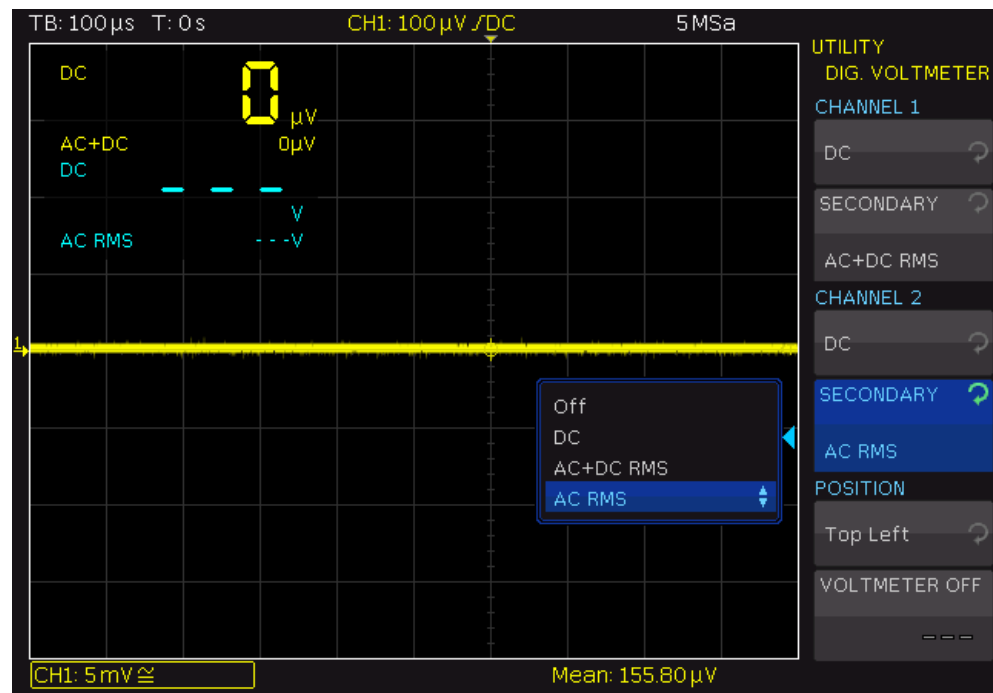 TB: 100 µs T: 0 s CH1: 100 µV / DC 5 MSa
UTILITY
DIG. VOLTMETER
DC 0 µV
AC+DC 0µV
DC - - - V
AC RMS - - -V
CHANNEL 1
DC
SECONDARY
AC+DC RMS
CHANNEL 2
DC
SECONDARY
AC RMS
POSITION
Top Left
VOLTMETER OFF
---
1
Off
DC
AC+DC RMS
AC RMS
CH1: 5 mV ≅ Mean: 155.80 µV